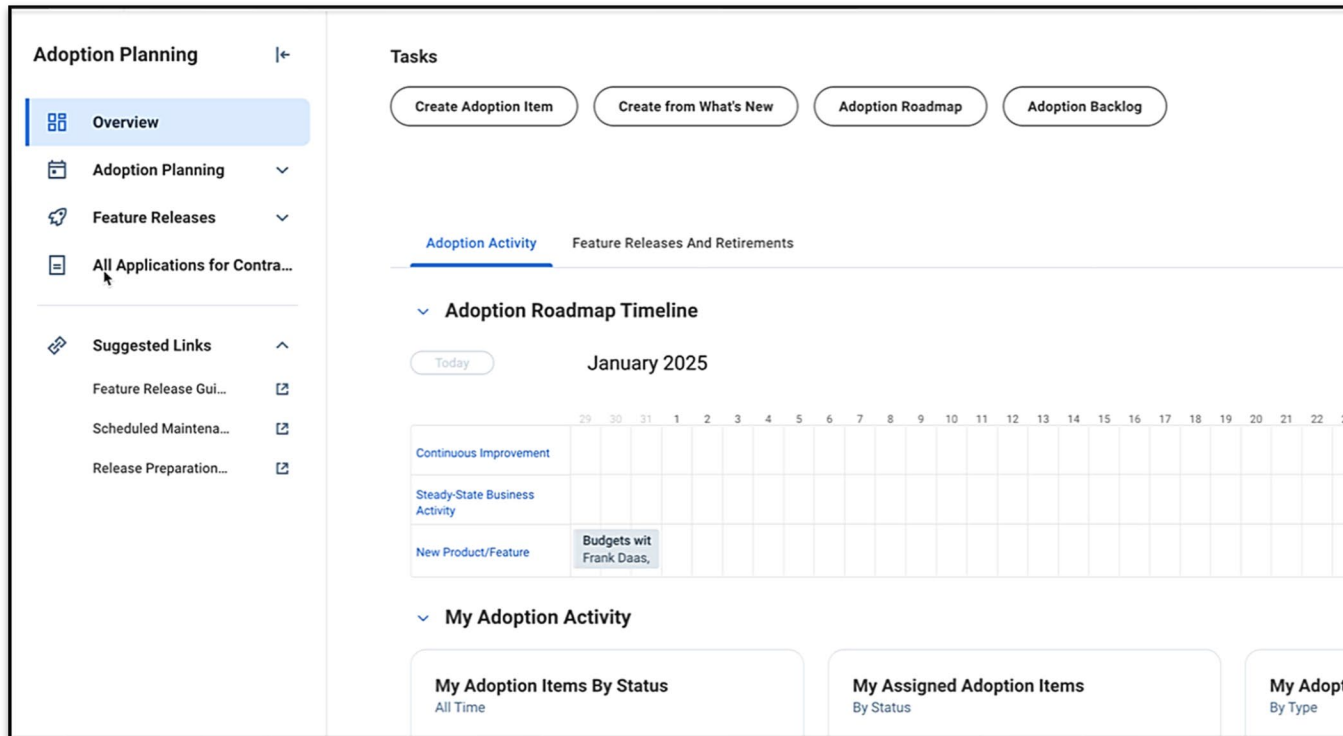 Adoption Planning
Overview
Adoption Planning
Feature Releases
All Applications for Contra...
Suggested Links
Feature Release Gui...
Scheduled Maintena...
Release Preparation...
Tasks
Create Adoption Item
Create from What's New
Adoption Roadmap
Adoption Backlog
Adoption Activity
Feature Releases And Retirements
Adoption Roadmap Timeline
Today
January 2025
29 30 31 1 2 3 4 5 6 7 8 9 10 11 12 13 14 15 16 17 18 19 20 21 22
Continuous Improvement
Steady-State Business
Activity
New Product/Feature
Budgets wit
Frank Daas,
My Adoption Activity
My Adoption Items By Status
All Time
My Assigned Adoption Items
By Status
My Adopt
By Type